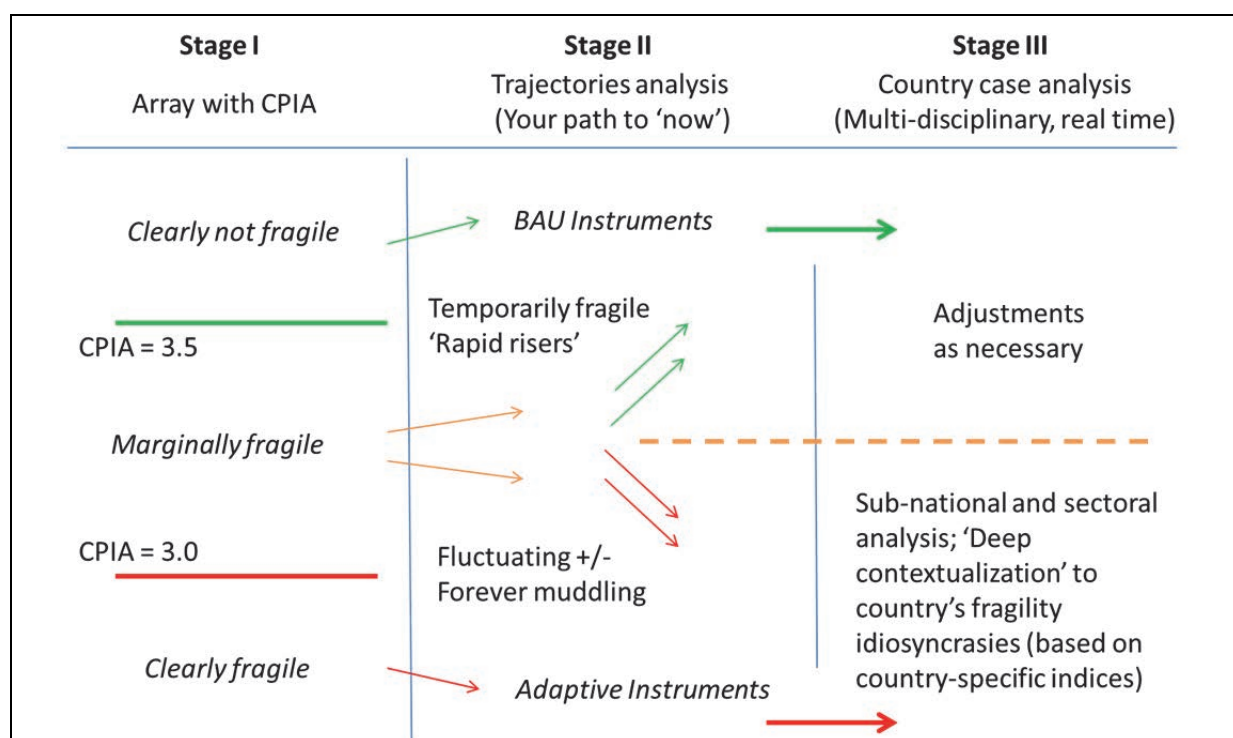 Stage I
Array with CPIA
Stage II
Trajectories analysis
(Your path to ‘now’)
Stage III
Country case analysis
(Multi-disciplinary, real time)
Clearly not fragile
BAU Instruments
CPIA = 3.5
Temporarily fragile
‘Rapid risers’
Adjustments
as necessary
Marginally fragile
CPIA = 3.0
Fluctuating +/-
Forever muddling
Sub-national and sectoral
analysis; ‘Deep
contextualization’ to
country’s fragility
idiosyncrasies (based on
country-specific indices)
Clearly fragile
Adaptive Instruments